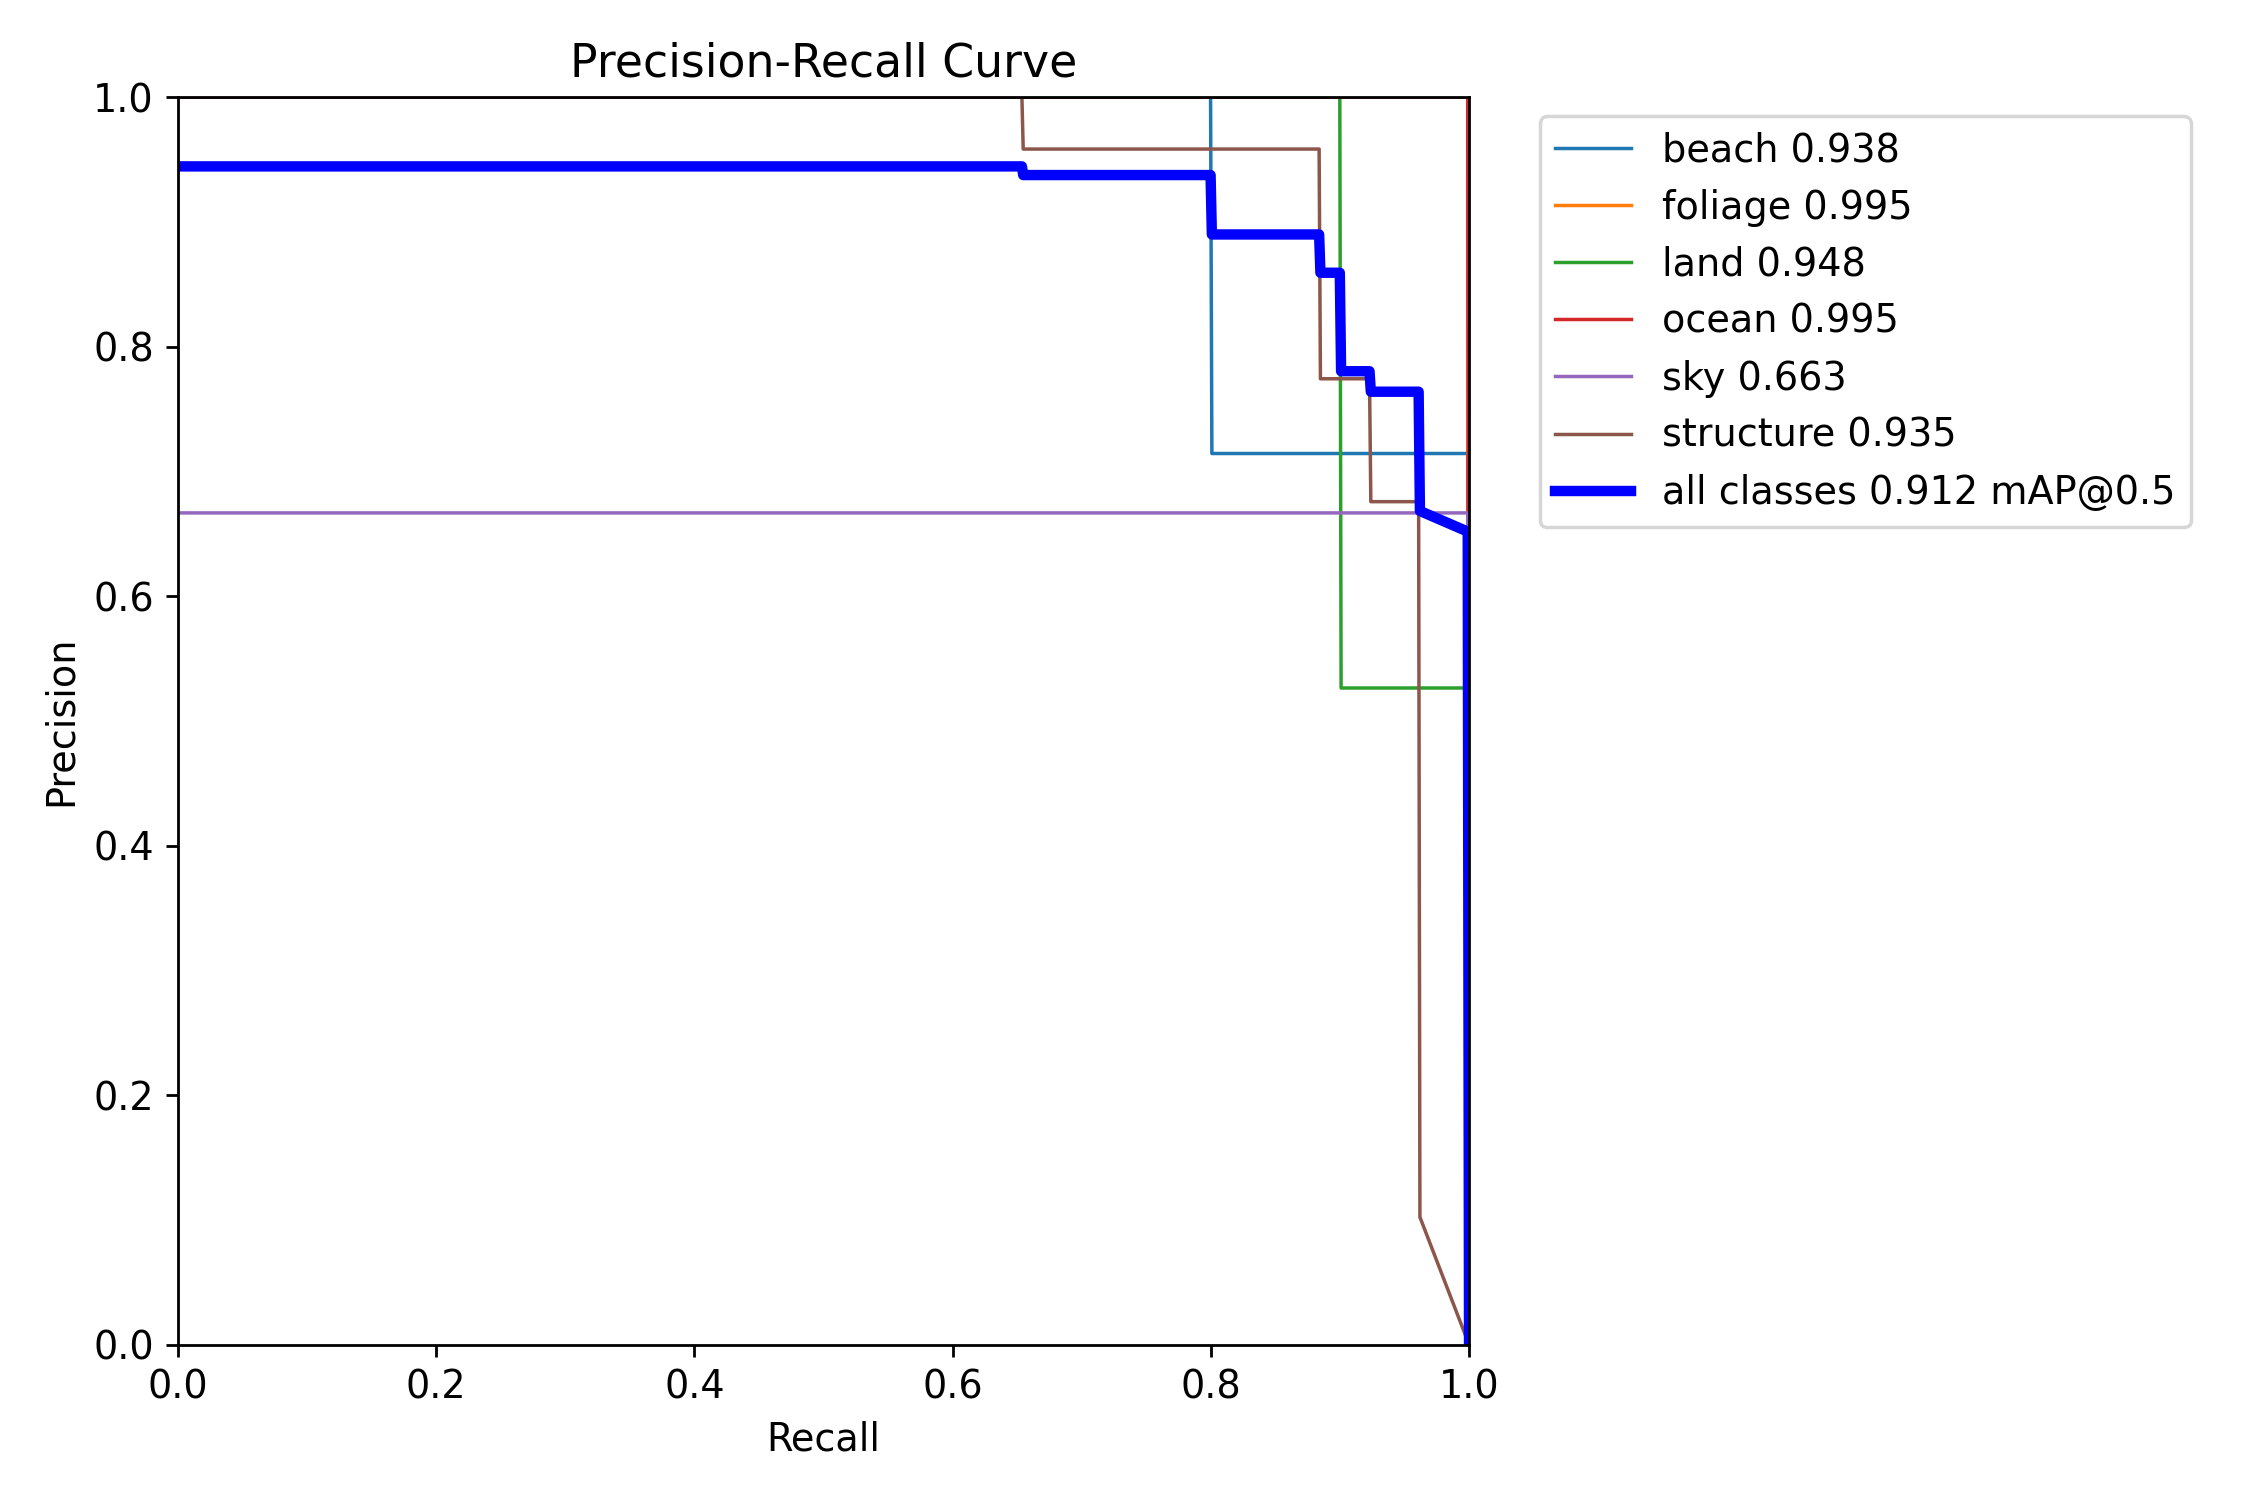 Precision-Recall Curve
1.0
0.8
0.6
0.4
0.2
0.0
Precision
0.0 0.2 0.4 0.6 0.8 1.0
Recall
beach 0.938
foliage 0.995
land 0.948
ocean 0.995
sky 0.663
structure 0.935
all classes 0.912 mAP@0.5